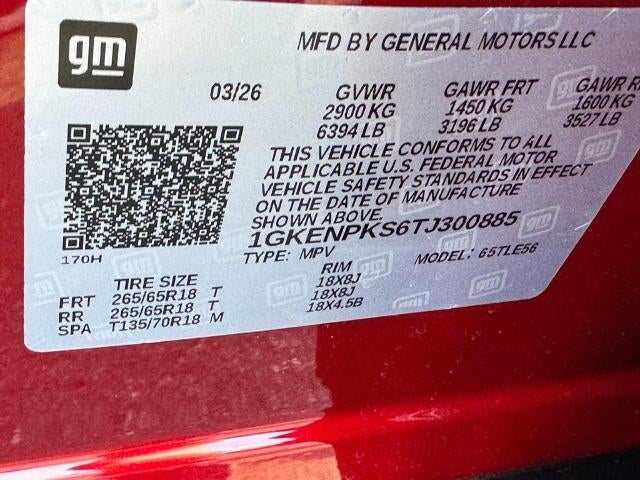 gm
MFD BY GENERAL MOTORS LLC
03/26 GVWR GAWR FRT GAWR
2900 KG 1450 KG 1600 KG
6394 LB 3196 LB 3527 LB
THIS VEHICLE CONFORMS TO ALL
APPLICABLE U.S. FEDERAL MOTOR
VEHICLE SAFETY STANDARDS IN EFFECT
ON THE DATE OF MANUFACTURE
SHOWN ABOVE.
1GKENPKS6TJ300885
170H
TYPE: MPV MODEL: 65TLE56
TIRE SIZE RIM
FRT 265/65R18 T 18X8J
RR 265/65R18 T 18X8J
SPA T135/70R18 M 18X4.5B